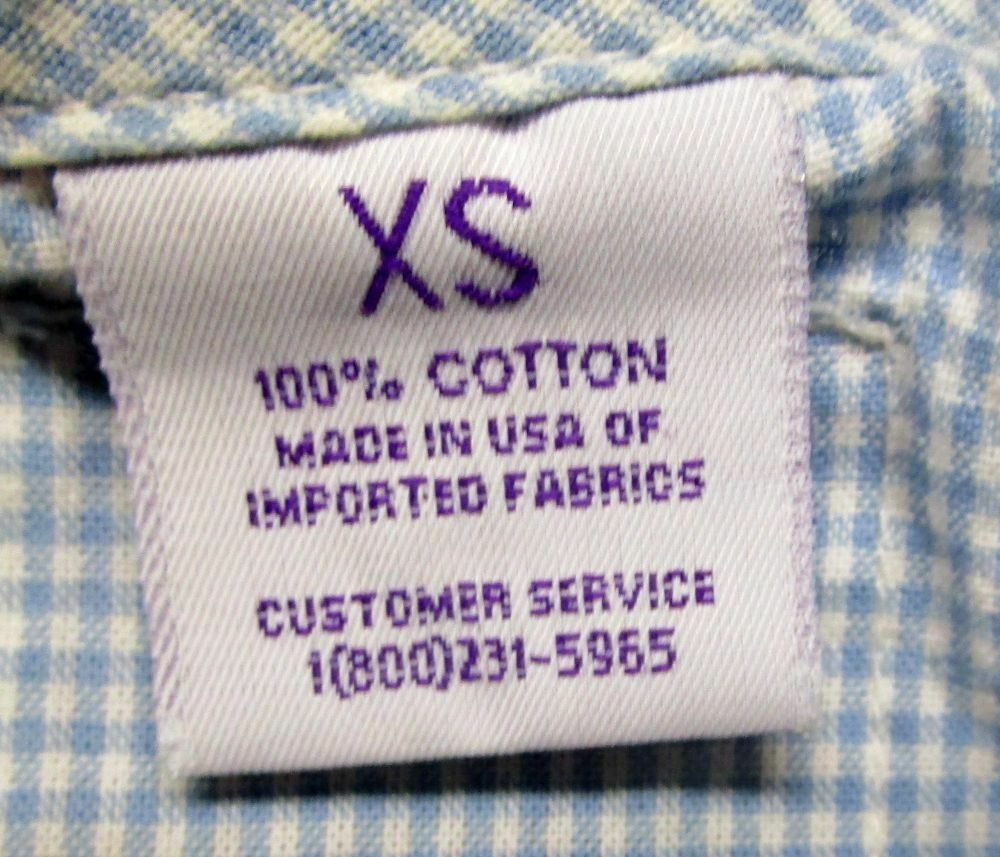 XS
100% COTTON
MADE IN USA OF
IMPORTED FABRICS
CUSTOMER SERVICE
1(800)231-5965